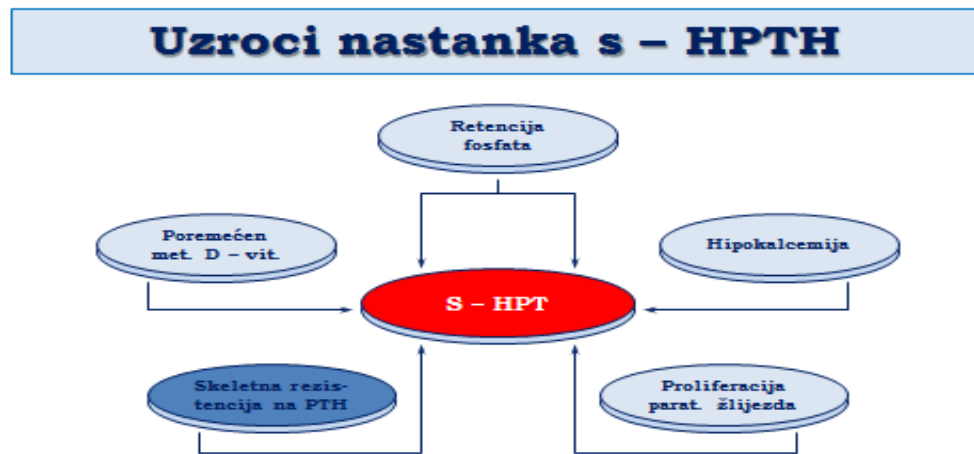 Uzroci nastanka s – HPTH
Retencija
fosfata
Poremećen
met. D – vit.
Hipokalcemija
S – HPT
Skeletna rezis-
tencija na PTH
Proliferacija
parat. žlijezda